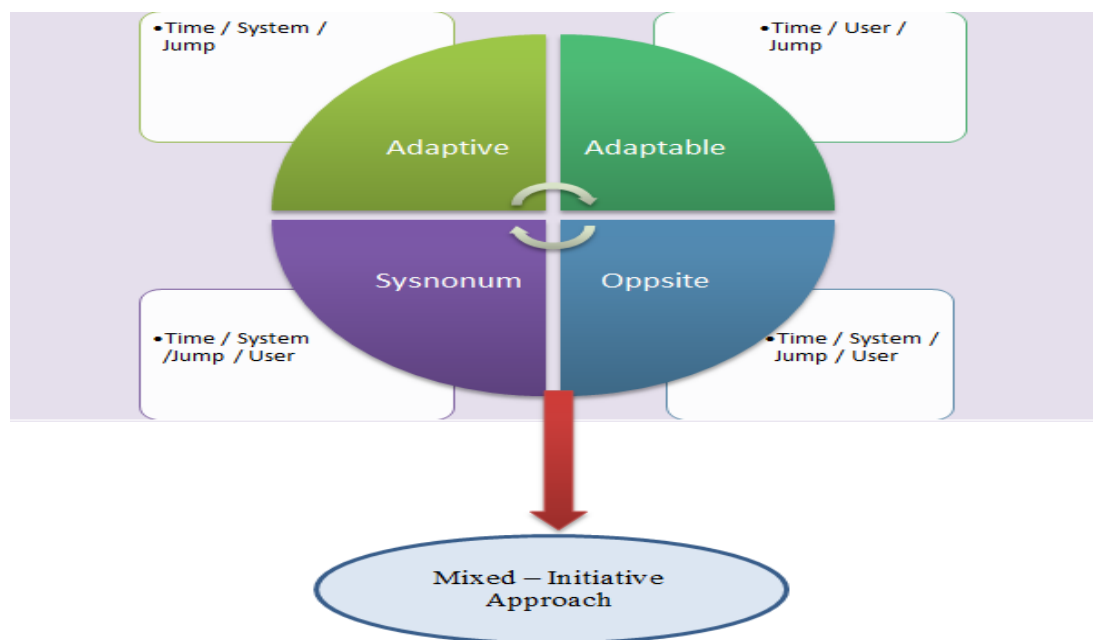 •Time / System /
Jump
•Time / User /
Jump
Adaptive
Adaptable
Sysnonum
Oppsite
•Time / System
/Jump / User
•Time / System /
Jump / User
Mixed – Initiative
Approach